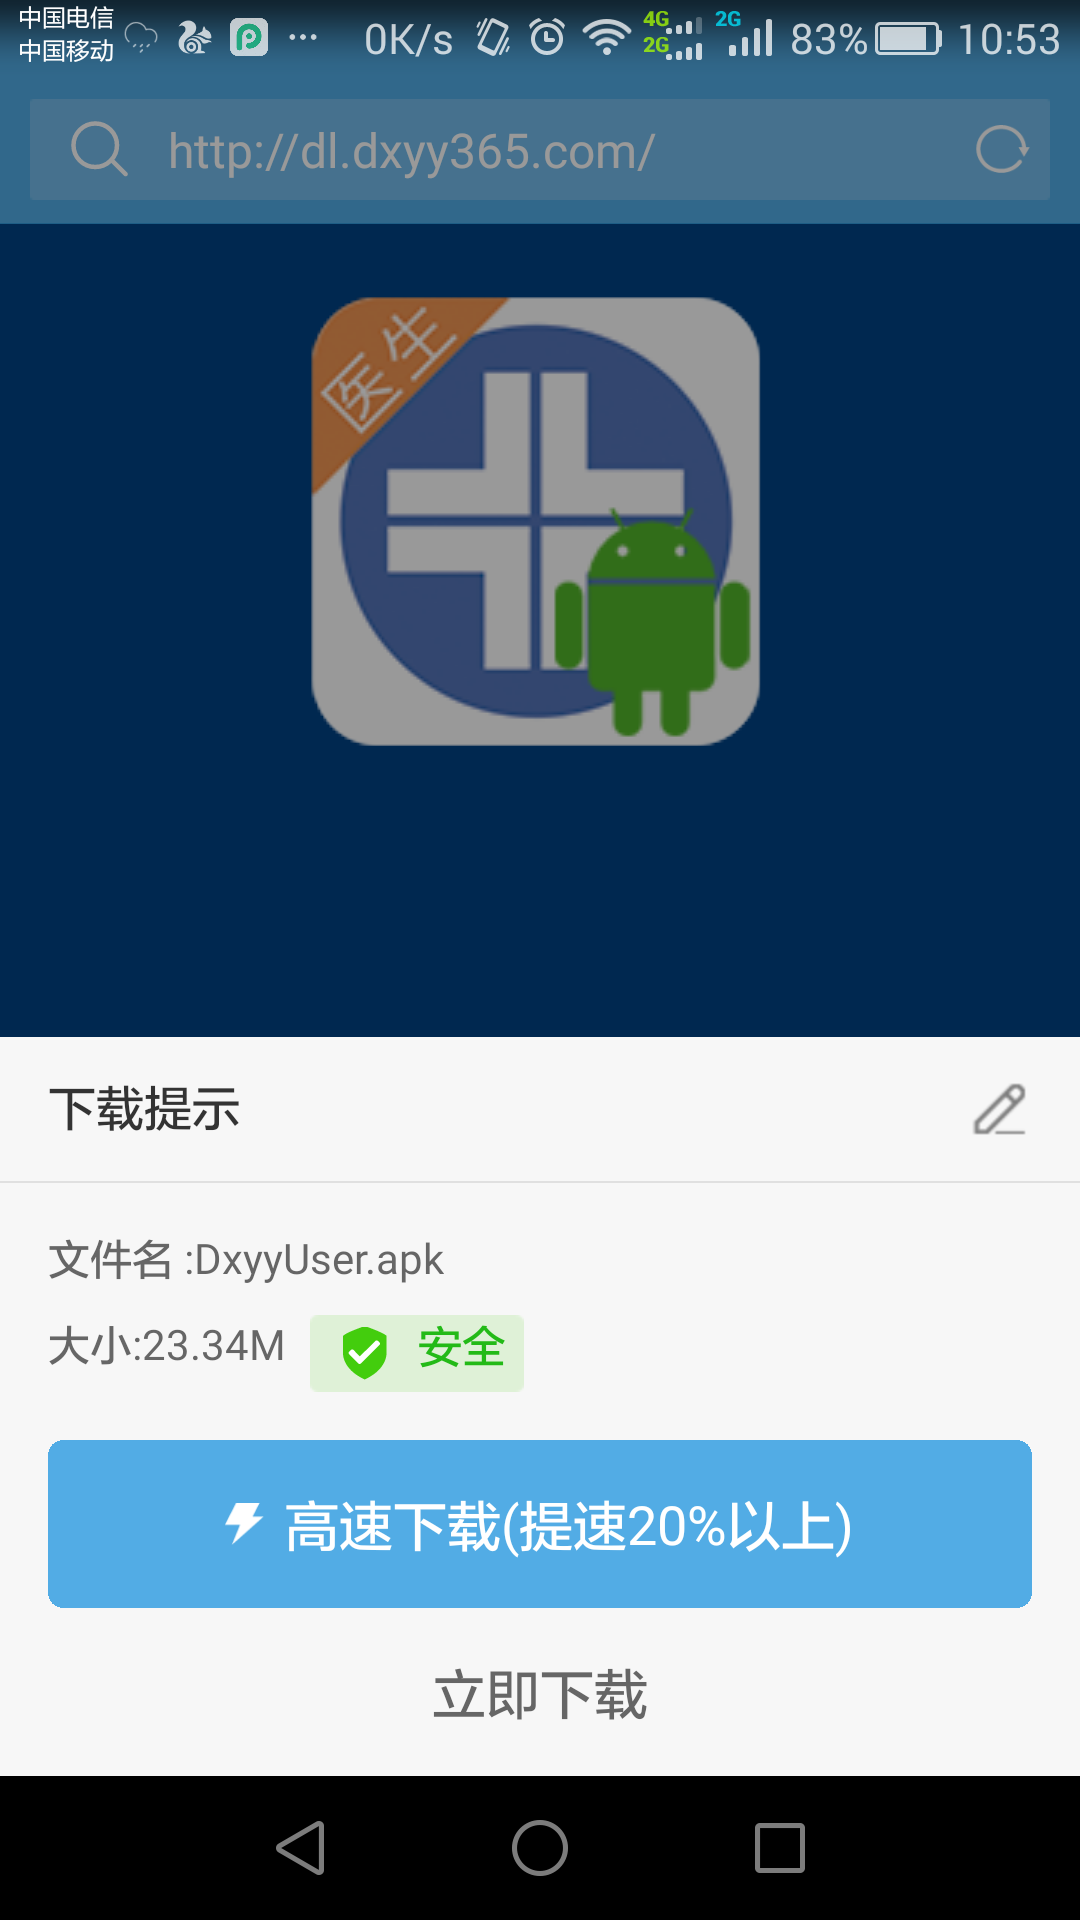 中国电信
中国移动
0K/s
4G
2G
2G
83%
10:53
http://dl.dxyy365.com/
医生
下载提示
文件名 :DxyyUser.apk
大小:23.34M
安全
高速下载(提速20%以上)
立即下载